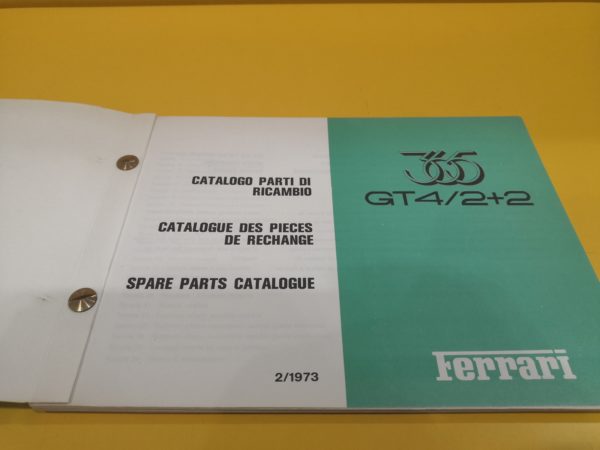 CATALOGO PARTI DI
RICAMBIO
CATALOGUE DES PIECES
DE RECHANGE
SPARE PARTS CATALOGUE
2/1973
365
GT4/2+2
Ferrari